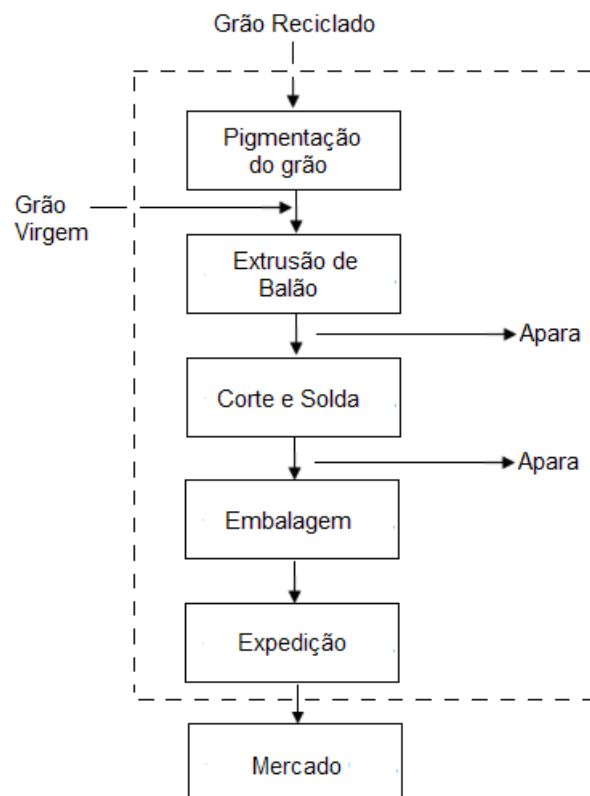 Grão Reciclado
Pigmentação
do grão
Grão
Virgem
Extrusão de
Balão
Apara
Corte e Solda
Apara
Embalagem
Expedição
Mercado